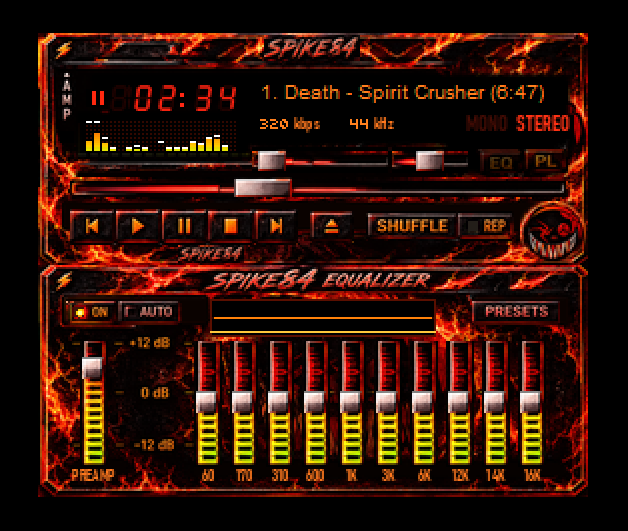 SPIKE84
AMP
02:34
1. Death - Spirit Crusher (6:47)
320 kbps 44 kHz
MONO STEREO
EQ PL
SHUFFLE REP
SPIKE84
SPIKE84 EQUALIZER
ON AUTO PRESETS
+12 dB
0 dB
-12 dB
PREAMP 60 170 310 600 1K 3K 6K 12K 14K 16K